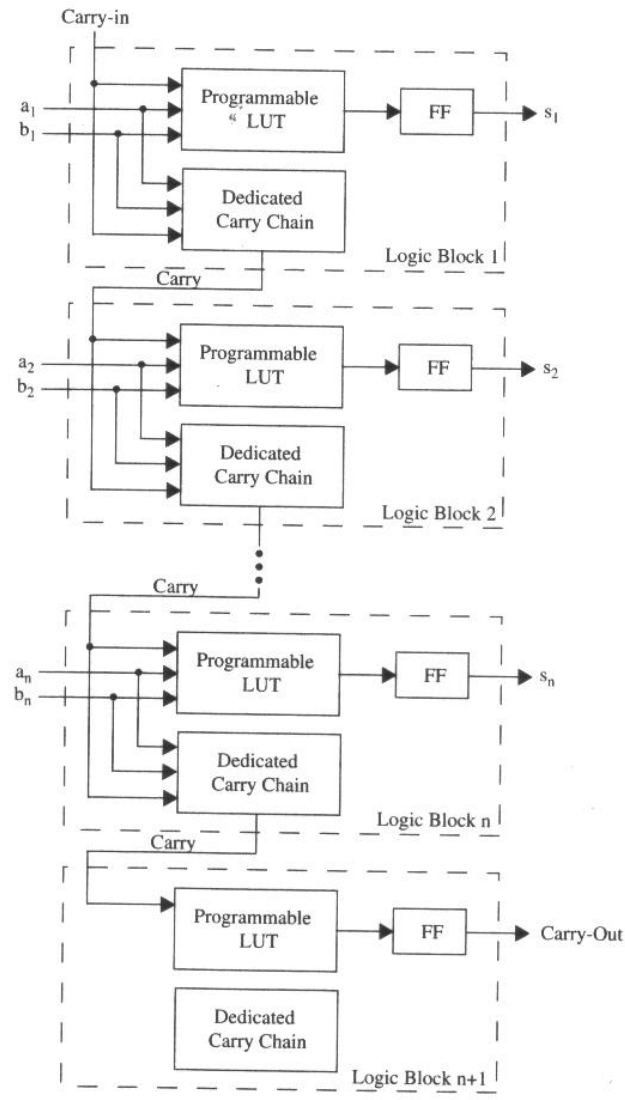 Carry-in
Programmable
LUT
FF
a₁
b₁
s₁
Dedicated
Carry Chain
Logic Block 1
Carry
Programmable
LUT
FF
a₂
b₂
s₂
Dedicated
Carry Chain
Logic Block 2
Carry
Programmable
LUT
FF
aₙ
bₙ
sₙ
Dedicated
Carry Chain
Logic Block n
Carry
Programmable
LUT
FF
Carry-Out
Dedicated
Carry Chain
Logic Block n+1